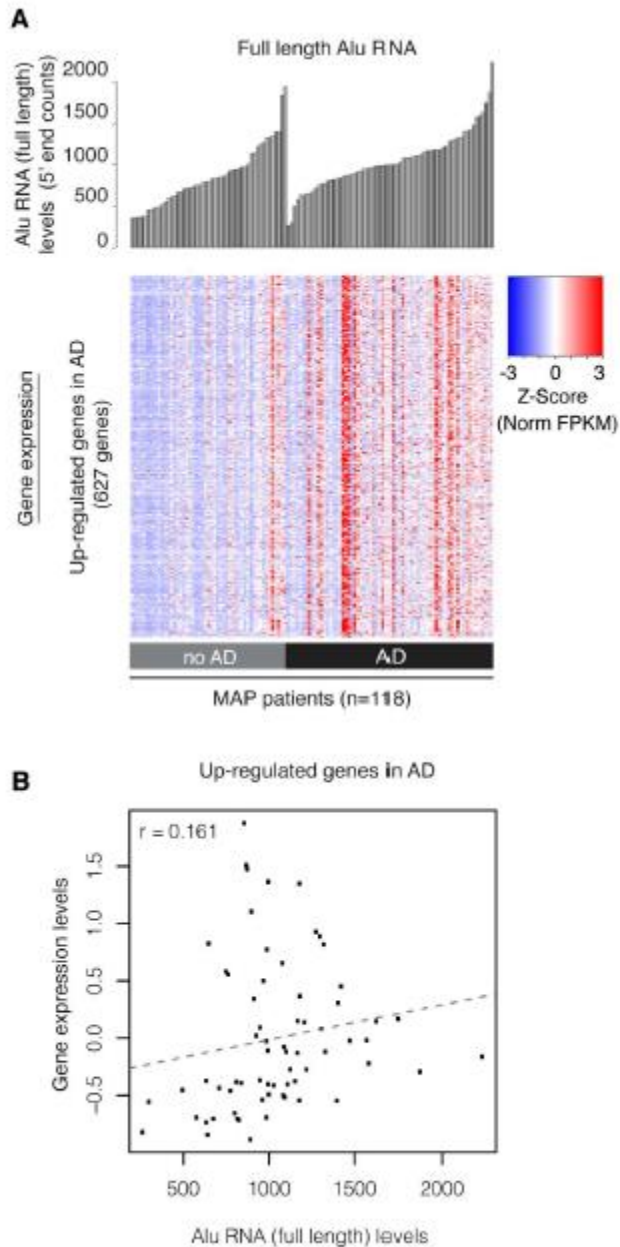 A
Full length Alu RNA
Alu RNA (full length)
levels (5' end counts)
2000
1500
1000
500
0
Gene expression
Up-regulated genes in AD
(627 genes)
-3 0 3
Z-Score
(Norm FPKM)
no AD
AD
MAP patients (n=118)
B
Up-regulated genes in AD
r = 0.161
Gene expression levels
1.5
1.0
0.5
0.0
−0.5
500 1000 1500 2000
Alu RNA (full length) levels